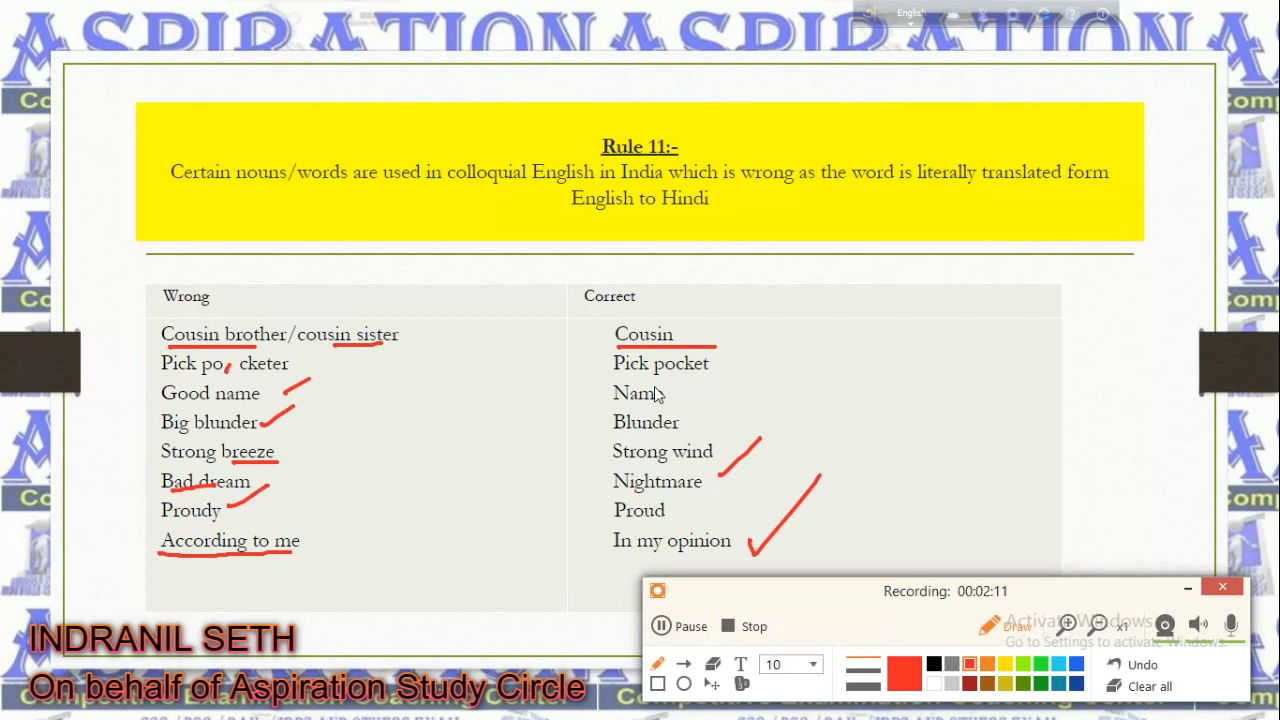 ASPIRATION
English
Rule 11:-
Certain nouns/words are used in colloquial English in India which is wrong as the word is literally translated form
English to Hindi
Wrong Correct
Cousin brother/cousin sister Cousin
Pick po cketer Pick pocket
Good name Name
Big blunder Blunder
Strong breeze Strong wind
Bad dream Nightmare
Proudy Proud
According to me In my opinion
Recording: 00:02:11
Pause Stop Draw x1
Activate Windows
Go to Settings to activate Windows.
T 10 Undo
Clear all
INDRANIL SETH
On behalf of Aspiration Study Circle